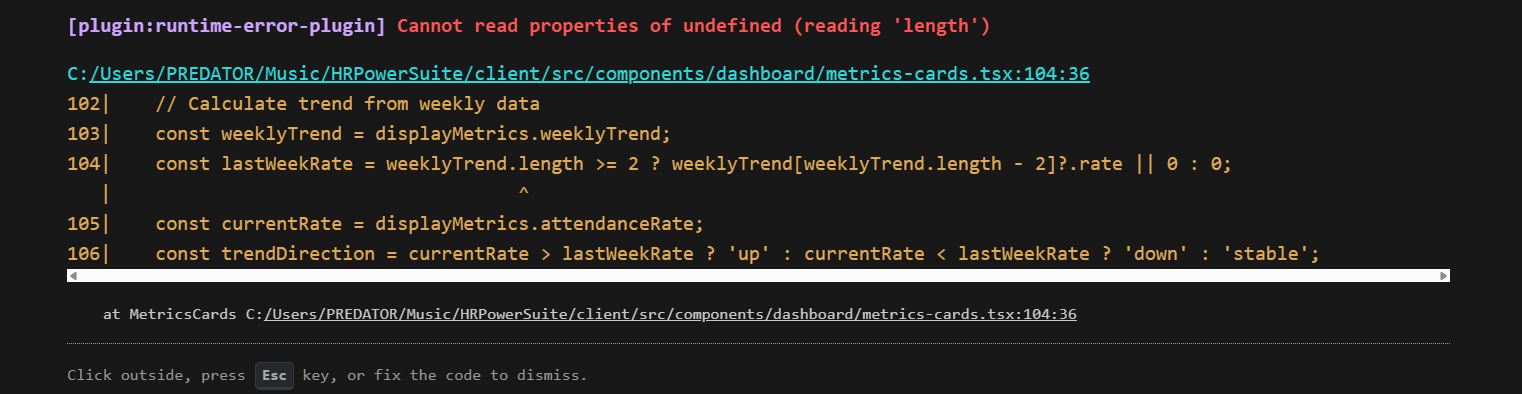 [plugin:runtime-error-plugin] Cannot read properties of undefined (reading 'length')
C:/Users/PREDATOR/Music/HRPowerSuite/client/src/components/dashboard/metrics-cards.tsx:104:36
102|    // Calculate trend from weekly data
103|    const weeklyTrend = displayMetrics.weeklyTrend;
104|    const lastWeekRate = weeklyTrend.length >= 2 ? weeklyTrend[weeklyTrend.length - 2]?.rate || 0 : 0;
   |                                     ^
105|    const currentRate = displayMetrics.attendanceRate;
106|    const trendDirection = currentRate > lastWeekRate ? 'up' : currentRate < lastWeekRate ? 'down' : 'stable';
at MetricsCards C:/Users/PREDATOR/Music/HRPowerSuite/client/src/components/dashboard/metrics-cards.tsx:104:36
Click outside, press Esc key, or fix the code to dismiss.